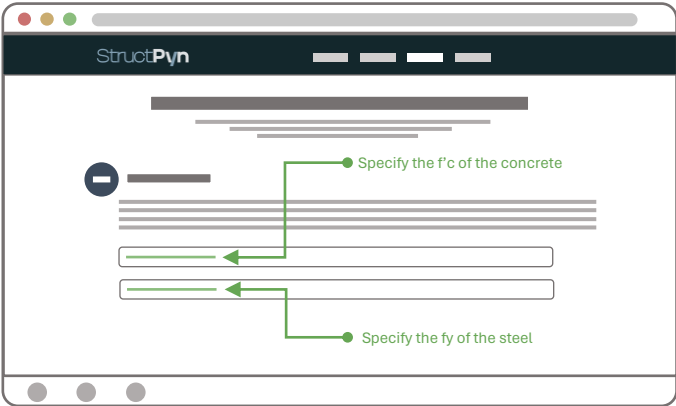 StructPyn
Specify the f'c of the concrete
Specify the fy of the steel